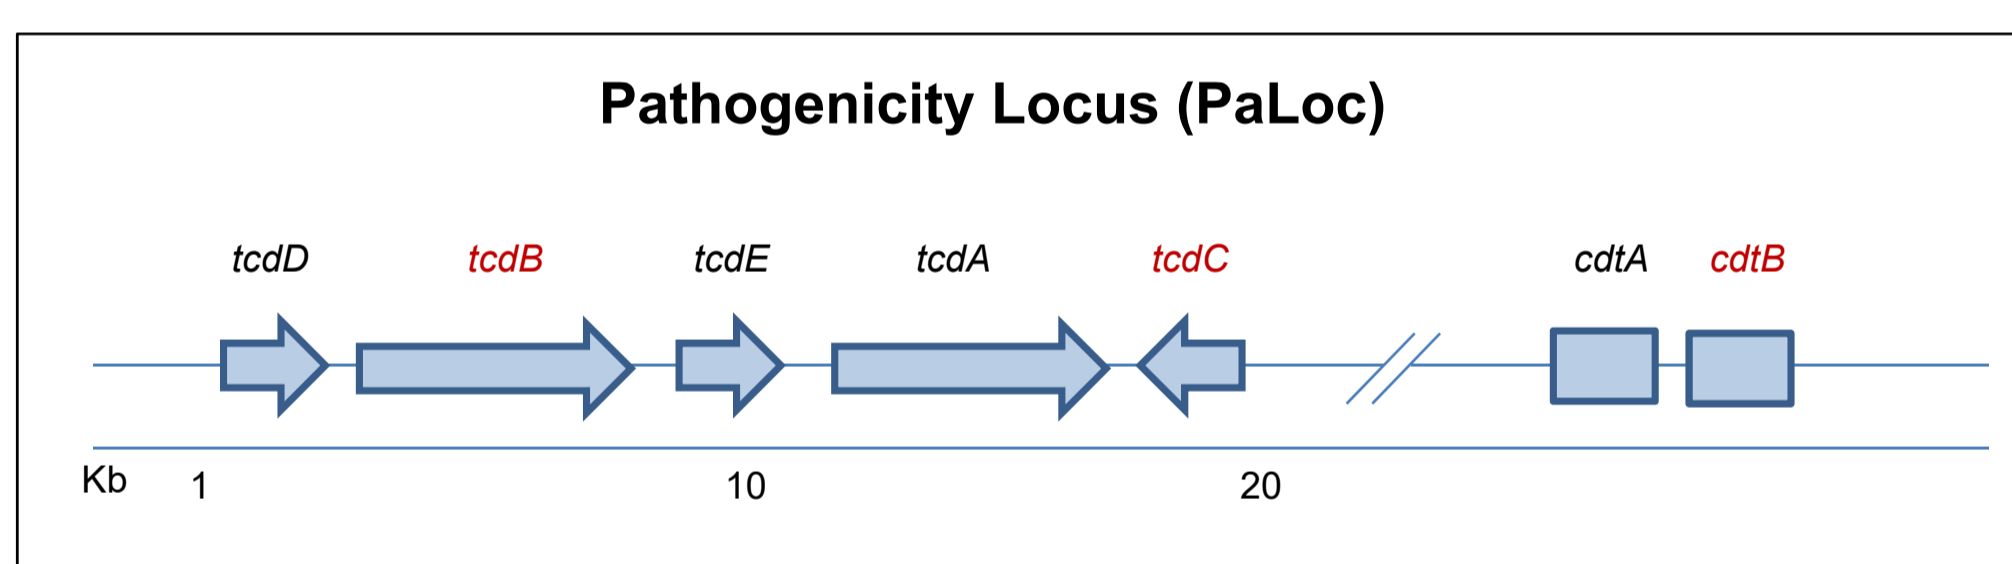 Pathogenicity Locus (PaLoc)
tcdD tcdB tcdE tcdA tcdC cdtA cdtB
Kb 1 10 20